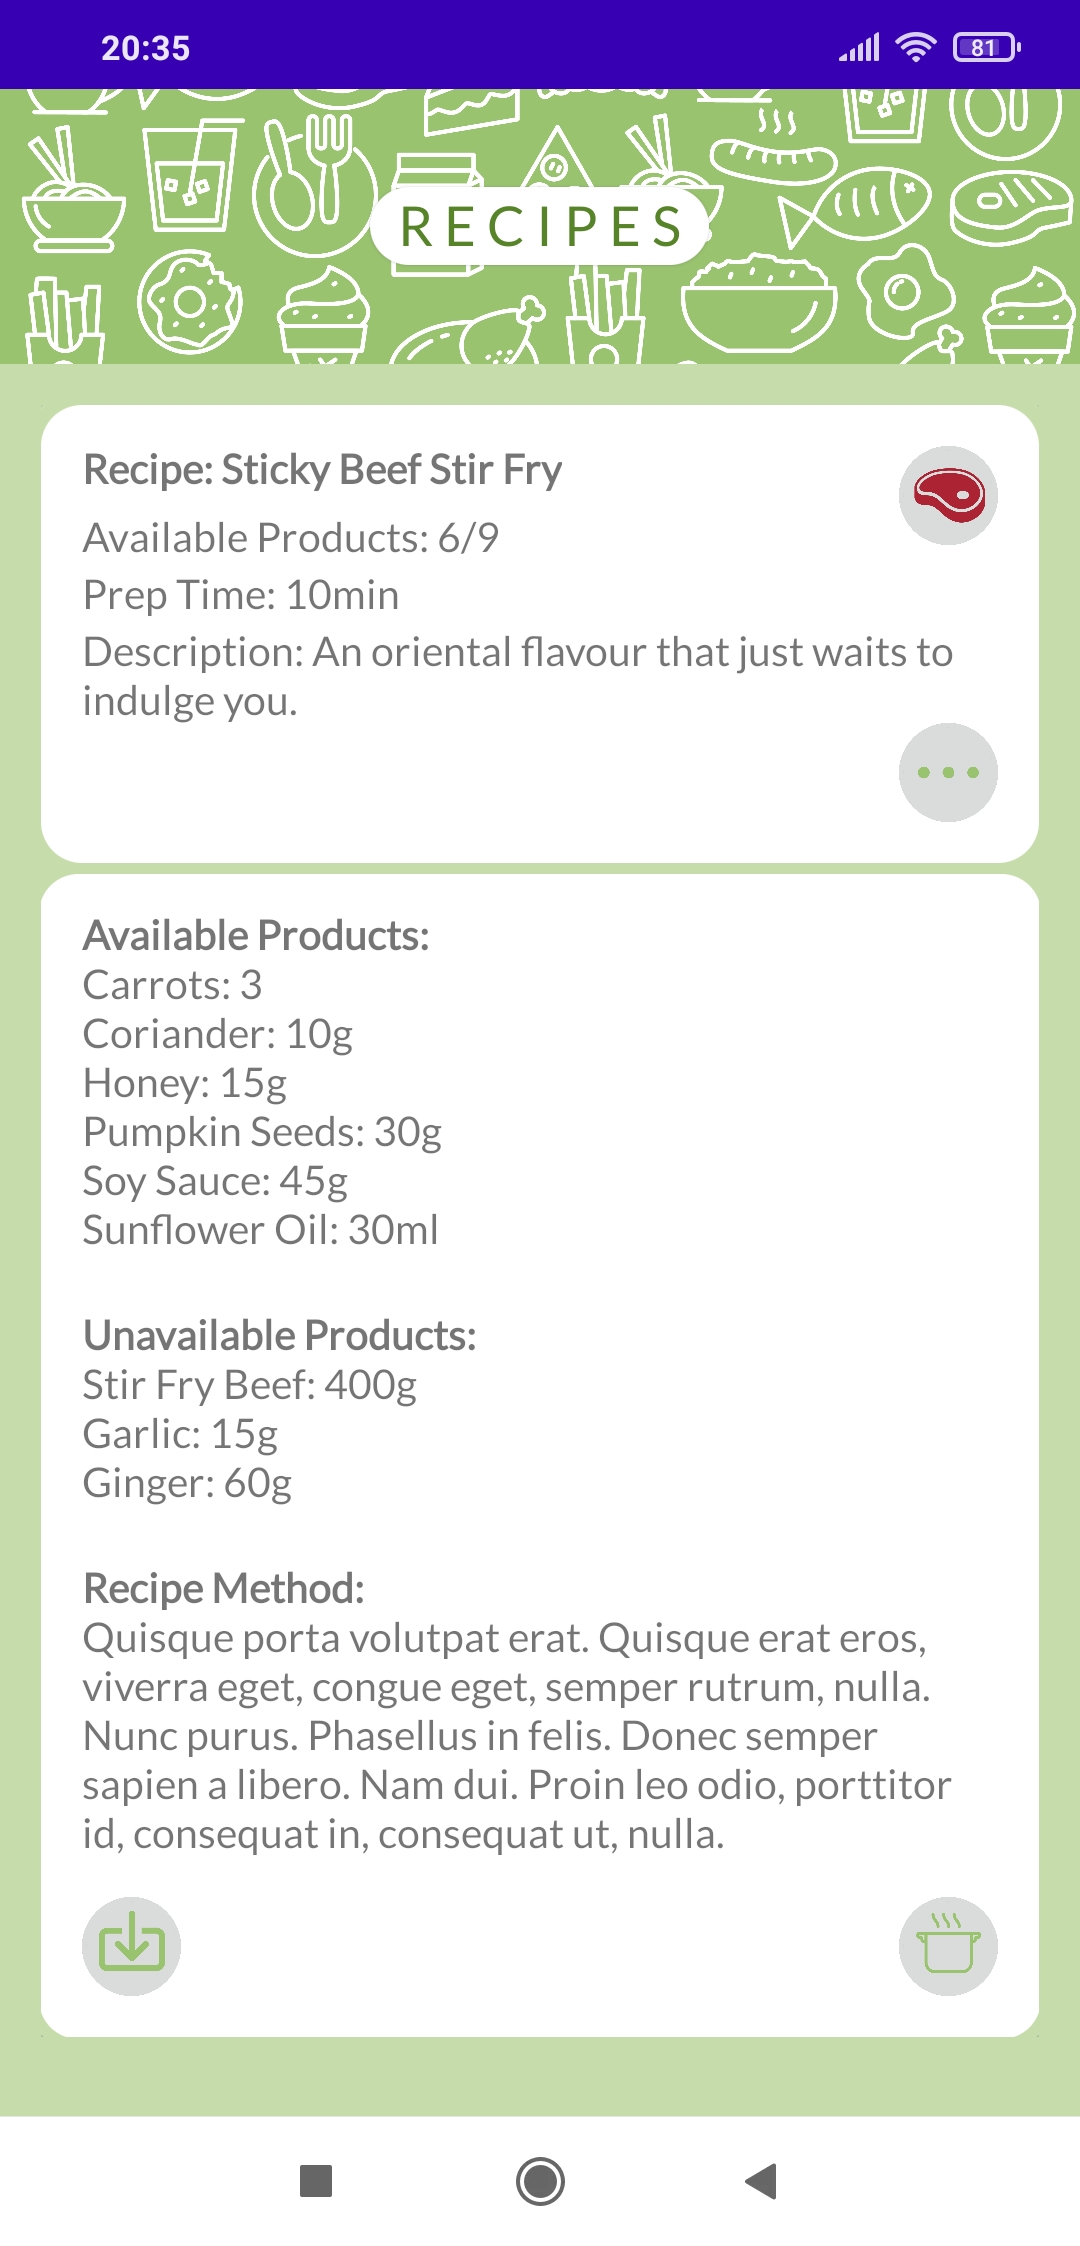 20:35
81
RECIPES
Recipe: Sticky Beef Stir Fry
Available Products: 6/9
Prep Time: 10min
Description: An oriental flavour that just waits to
indulge you.
Available Products:
Carrots: 3
Coriander: 10g
Honey: 15g
Pumpkin Seeds: 30g
Soy Sauce: 45g
Sunflower Oil: 30ml
Unavailable Products:
Stir Fry Beef: 400g
Garlic: 15g
Ginger: 60g
Recipe Method:
Quisque porta volutpat erat. Quisque erat eros,
viverra eget, congue eget, semper rutrum, nulla.
Nunc purus. Phasellus in felis. Donec semper
sapien a libero. Nam dui. Proin leo odio, porttitor
id, consequat in, consequat ut, nulla.